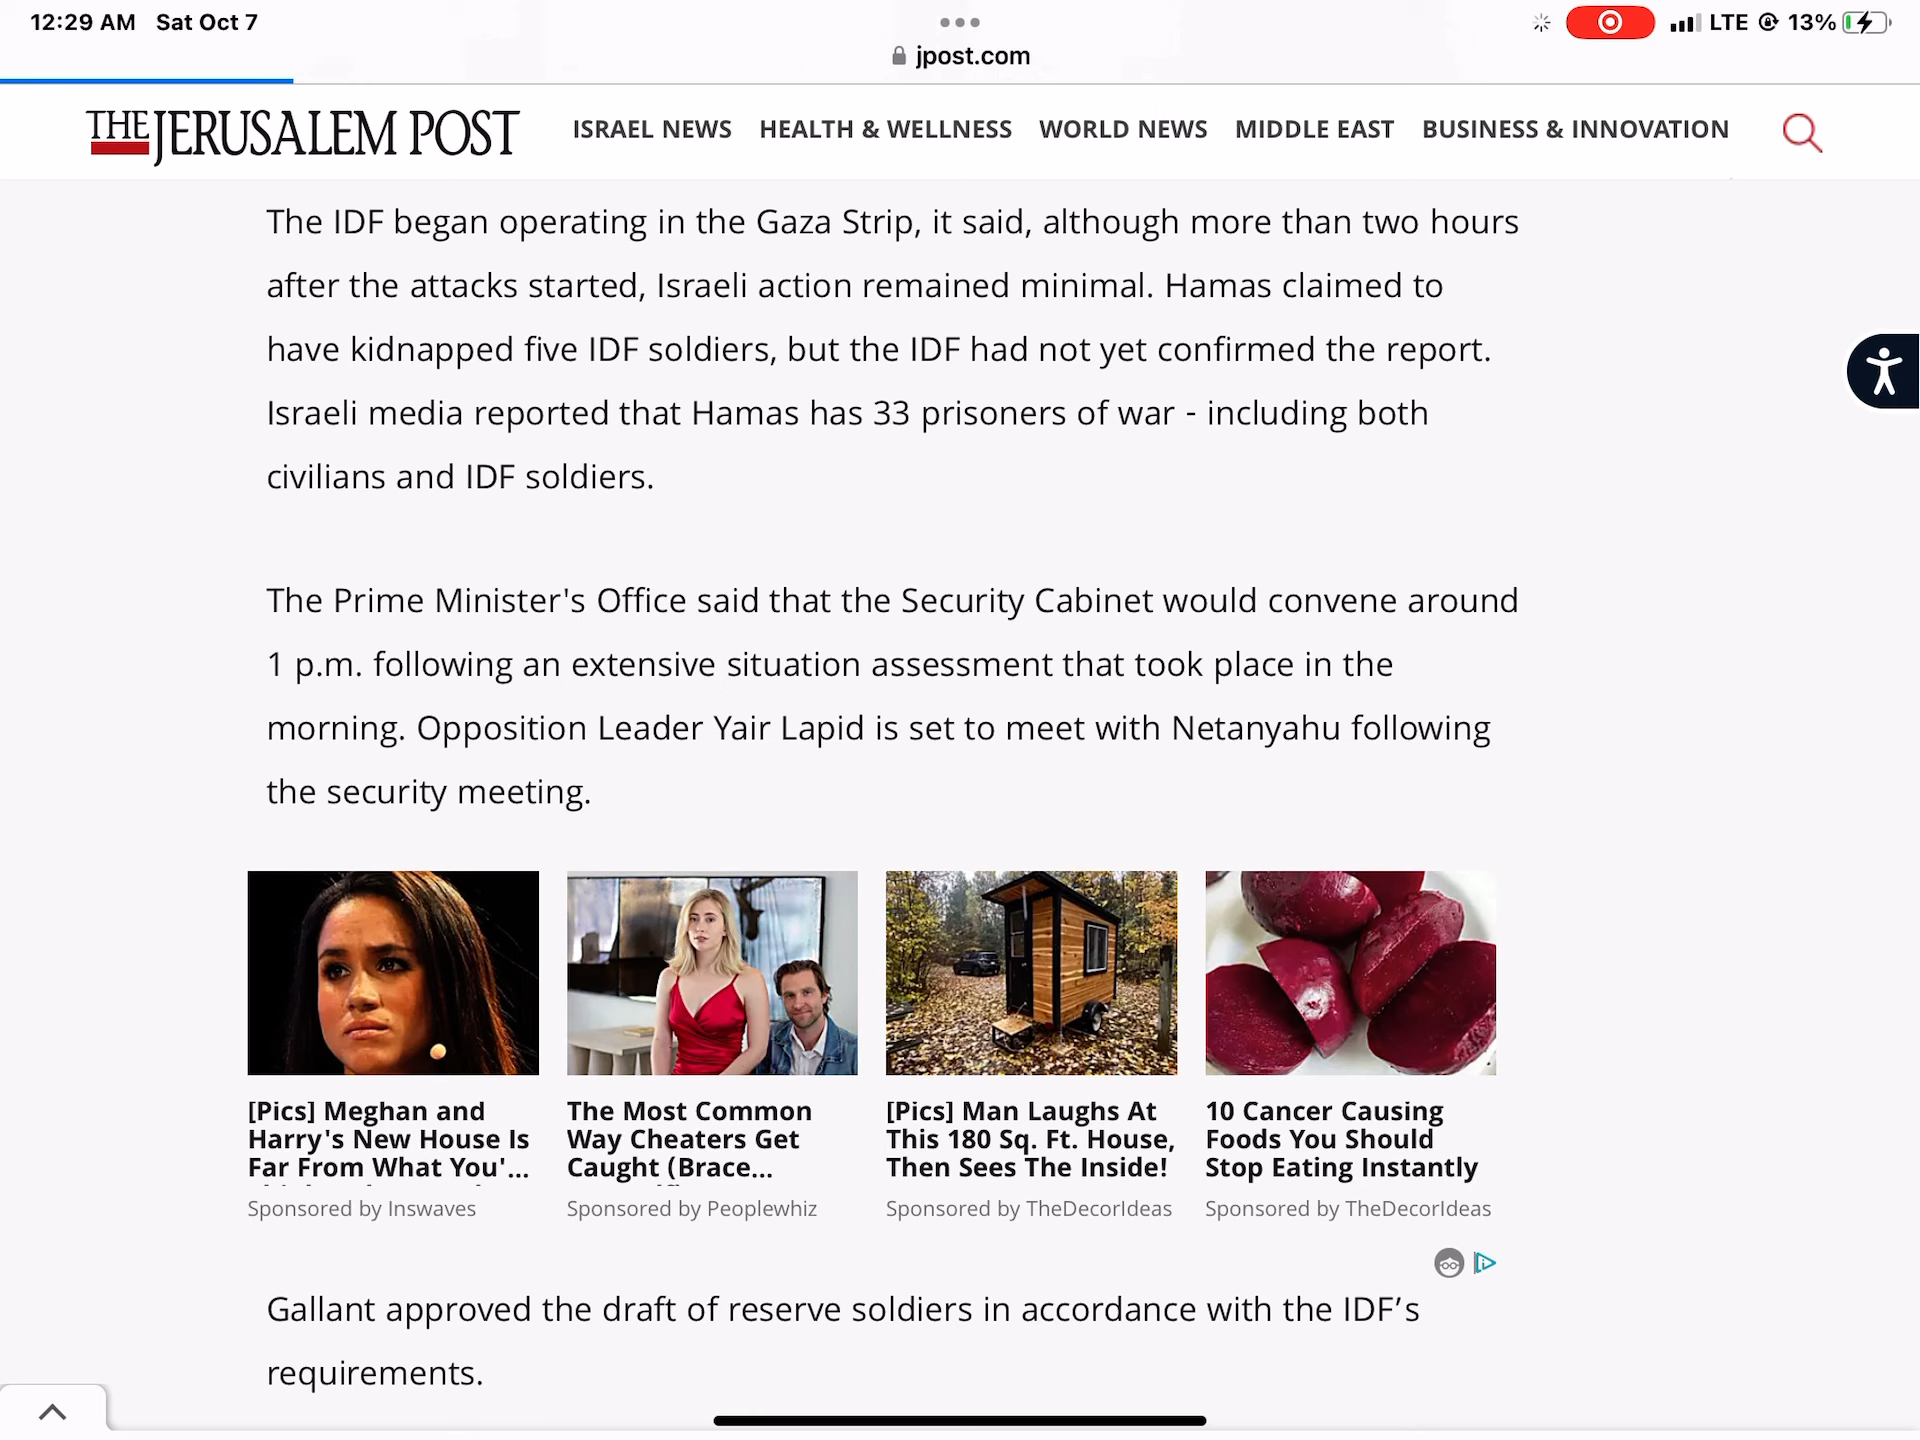 12:29 AM Sat Oct 7
LTE 13%
jpost.com
THE JERUSALEM POST
ISRAEL NEWS HEALTH & WELLNESS WORLD NEWS MIDDLE EAST BUSINESS & INNOVATION
The IDF began operating in the Gaza Strip, it said, although more than two hours
after the attacks started, Israeli action remained minimal. Hamas claimed to
have kidnapped five IDF soldiers, but the IDF had not yet confirmed the report.
Israeli media reported that Hamas has 33 prisoners of war - including both
civilians and IDF soldiers.
The Prime Minister's Office said that the Security Cabinet would convene around
1 p.m. following an extensive situation assessment that took place in the
morning. Opposition Leader Yair Lapid is set to meet with Netanyahu following
the security meeting.
[Pics] Meghan and
Harry's New House Is
Far From What You'...
Sponsored by Inswaves
The Most Common
Way Cheaters Get
Caught (Brace...
Sponsored by Peoplewhiz
[Pics] Man Laughs At
This 180 Sq. Ft. House,
Then Sees The Inside!
Sponsored by TheDecorIdeas
10 Cancer Causing
Foods You Should
Stop Eating Instantly
Sponsored by TheDecorIdeas
Gallant approved the draft of reserve soldiers in accordance with the IDF’s
requirements.